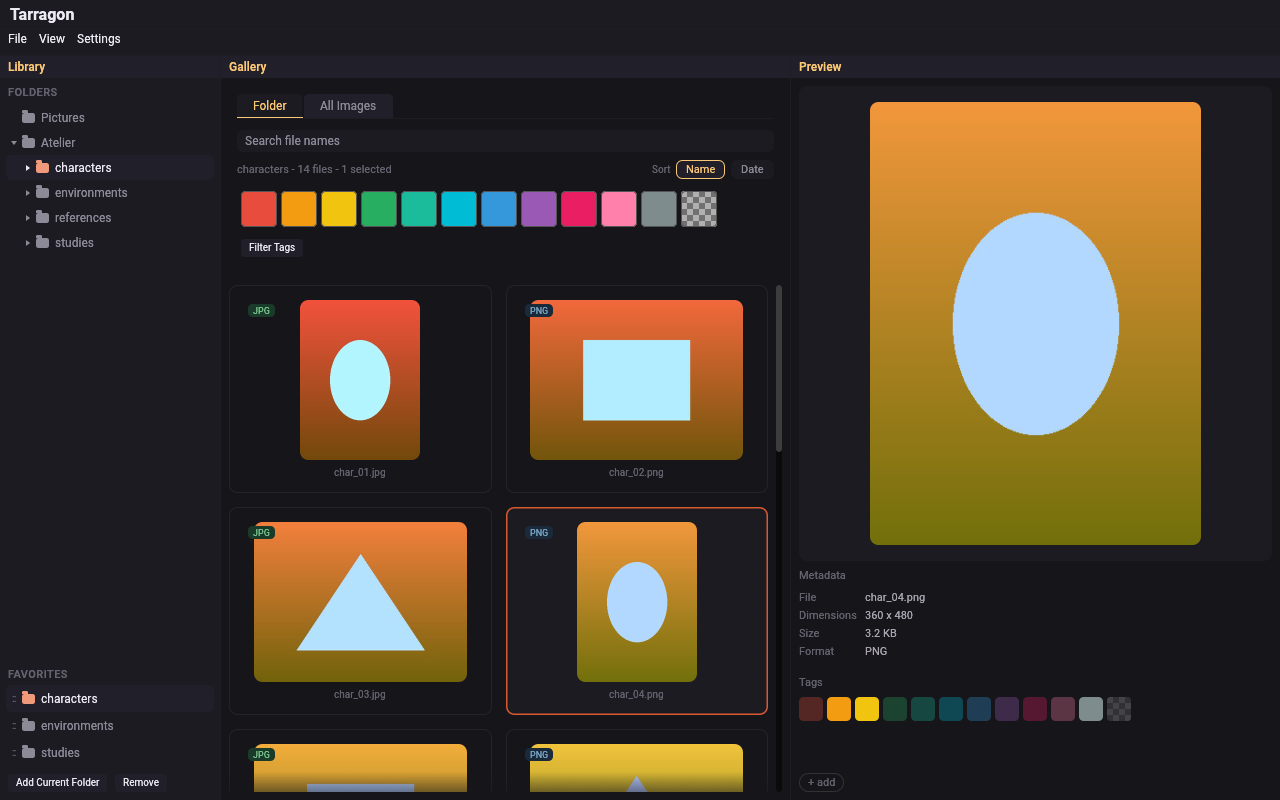 Tarragon
File View Settings
Library
FOLDERS
Pictures
Atelier
characters
environments
references
studies
FAVORITES
characters
environments
studies
Add Current Folder Remove
Gallery
Folder All Images
Search file names
characters - 14 files - 1 selected Sort Name Date
Filter Tags
JPG
char_01.jpg
PNG
char_02.png
JPG
char_03.jpg
PNG
char_04.png
JPG
PNG
Preview
Metadata
File char_04.png
Dimensions 360 x 480
Size 3.2 KB
Format PNG
Tags
+ add